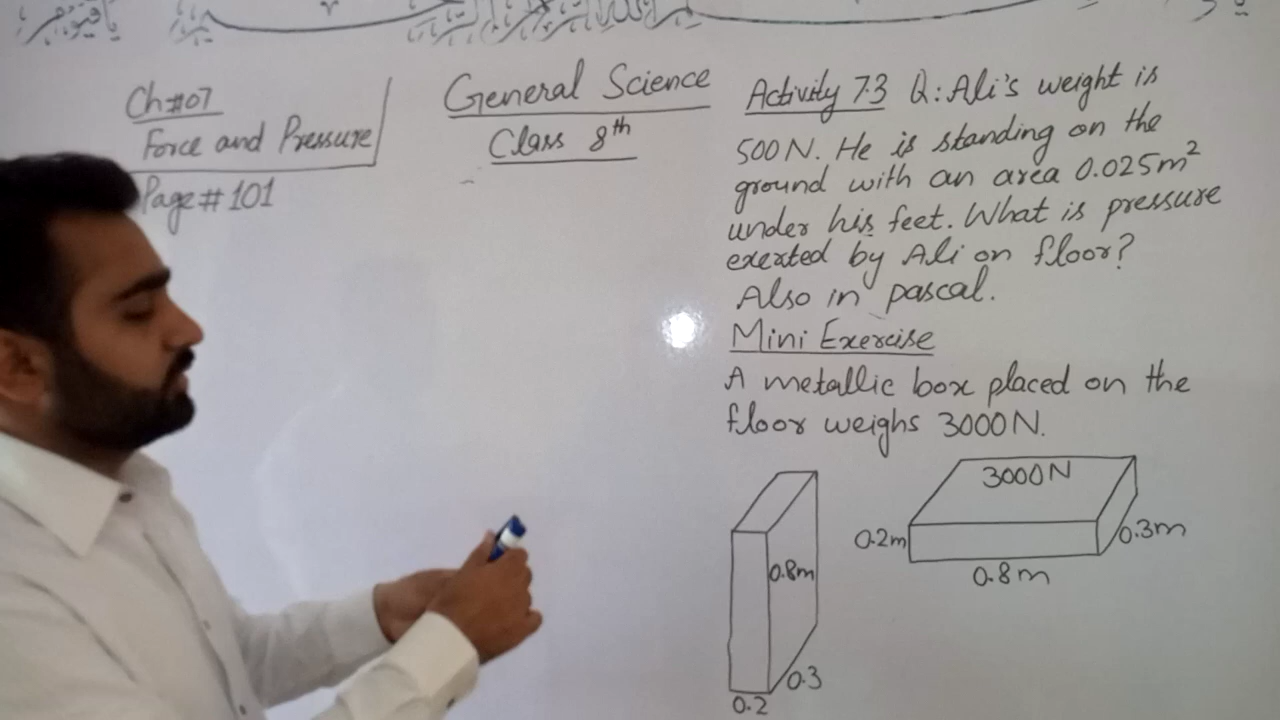 Ch#07
Force and Pressure
Page# 101
General Science
Class 8th
Activity 7.3 Q: Ali's weight is
500N. He is standing on the
ground with an area 0.025m²
under his feet. What is pressure
exerted by Ali on floor?
Also in pascal.
Mini Exercise
A metallic box placed on the
floor weighs 3000N.
0.8m
0.3
0.2
3000N
0.2m
0.3m
0.8m